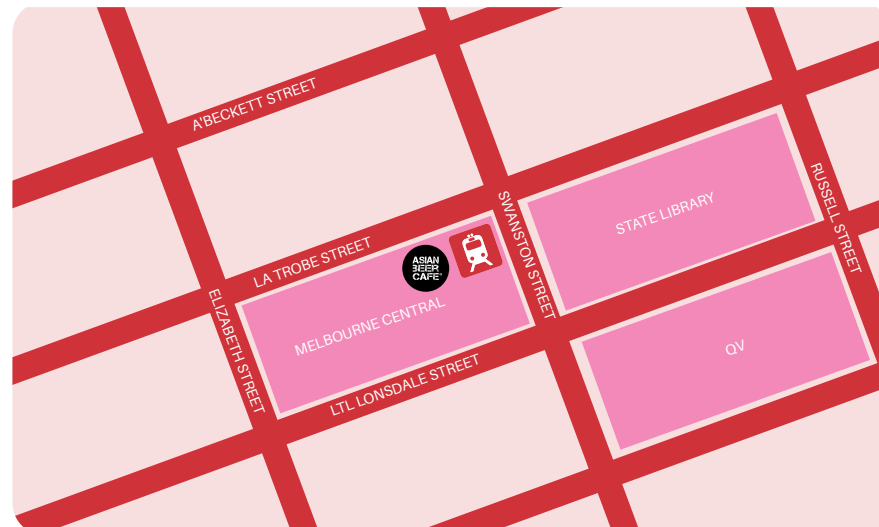 A'BECKETT STREET
LA TROBE STREET
ASIAN
BEER
CAFE
SWANSTON STREET
STATE LIBRARY
RUSSELL STREET
ELIZABETH STREET
MELBOURNE CENTRAL
LTL LONSDALE STREET
QV